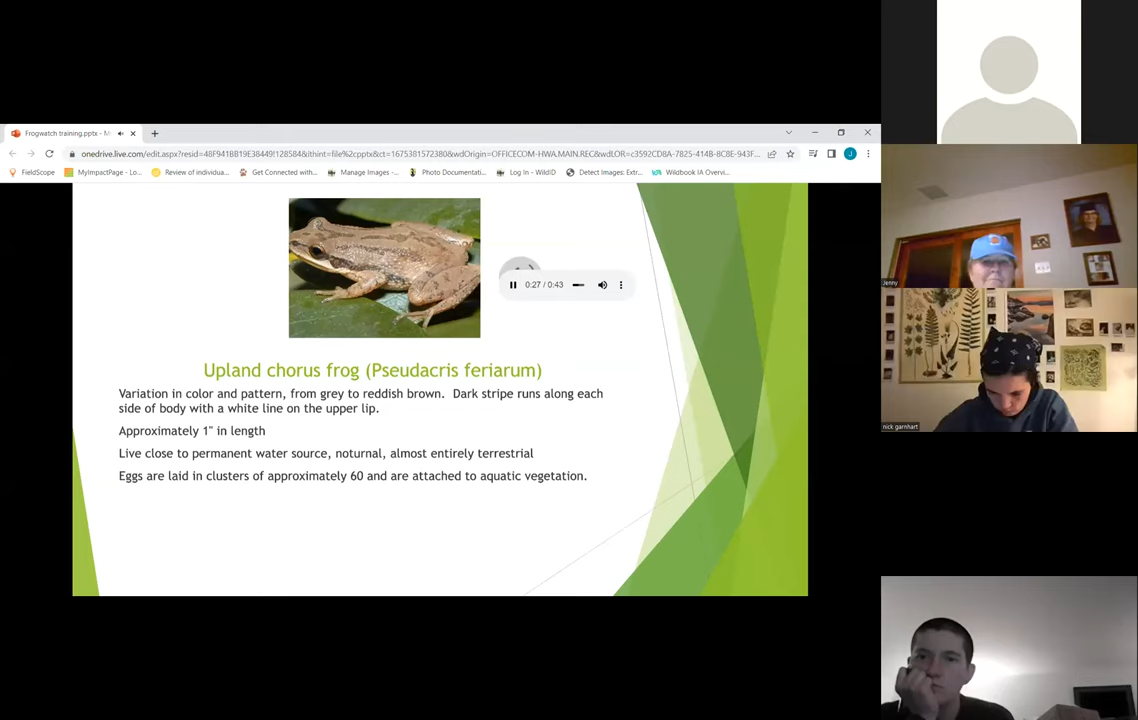 Frogwatch training.pptx - M
onedrive.live.com/edit.aspx?resid=48F941BB19E38449!128584&ithint=file%2cpptx&ct=1675381572380&wdOrigin=OFFICECOM-HWA.MAIN.REC&wdLOR=c3592CD8A-7825-414B-8C8E-943F...
FieldScope
MyImpactPage - Lo...
Review of individua...
Get Connected with...
Manage Images -...
Photo Documentati...
Log In - WildID
Detect Images: Extr...
Wildbook IA Overvi...
J
0:27 / 0:43
Upland chorus frog (Pseudacris feriarum)
Variation in color and pattern, from grey to reddish brown. Dark stripe runs along each
side of body with a white line on the upper lip.
Approximately 1" in length
Live close to permanent water source, noturnal, almost entirely terrestrial
Eggs are laid in clusters of approximately 60 and are attached to aquatic vegetation.
Jenny
nick garnhart